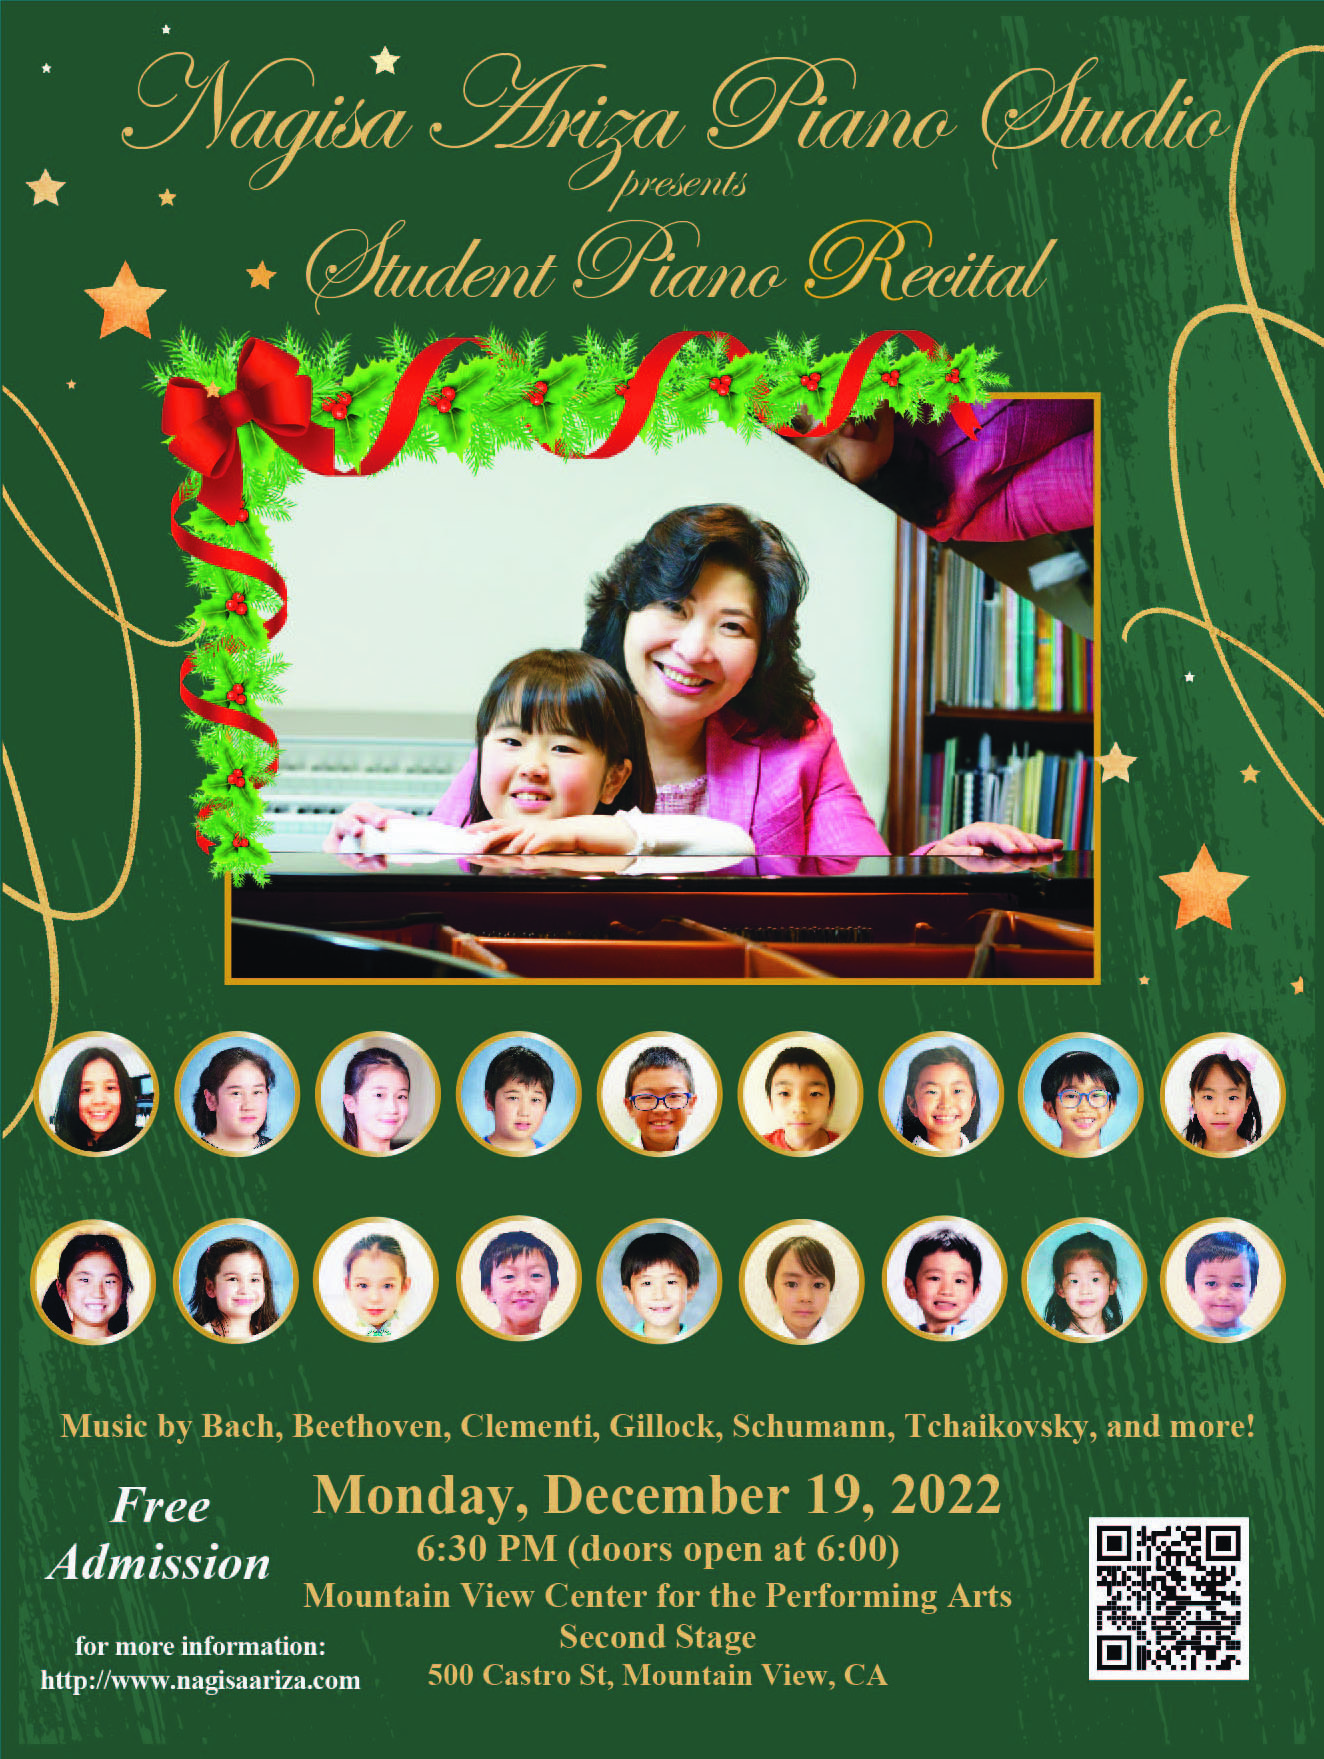 Nagisa Ariza Piano Studio
presents
Student Piano Recital
Music by Bach, Beethoven, Clementi, Gillock, Schumann, Tchaikovsky, and more!
Free
Admission
Monday, December 19, 2022
6:30 PM (doors open at 6:00)
Mountain View Center for the Performing Arts
Second Stage
500 Castro St, Mountain View, CA
for more information:
http://www.nagisaariza.com